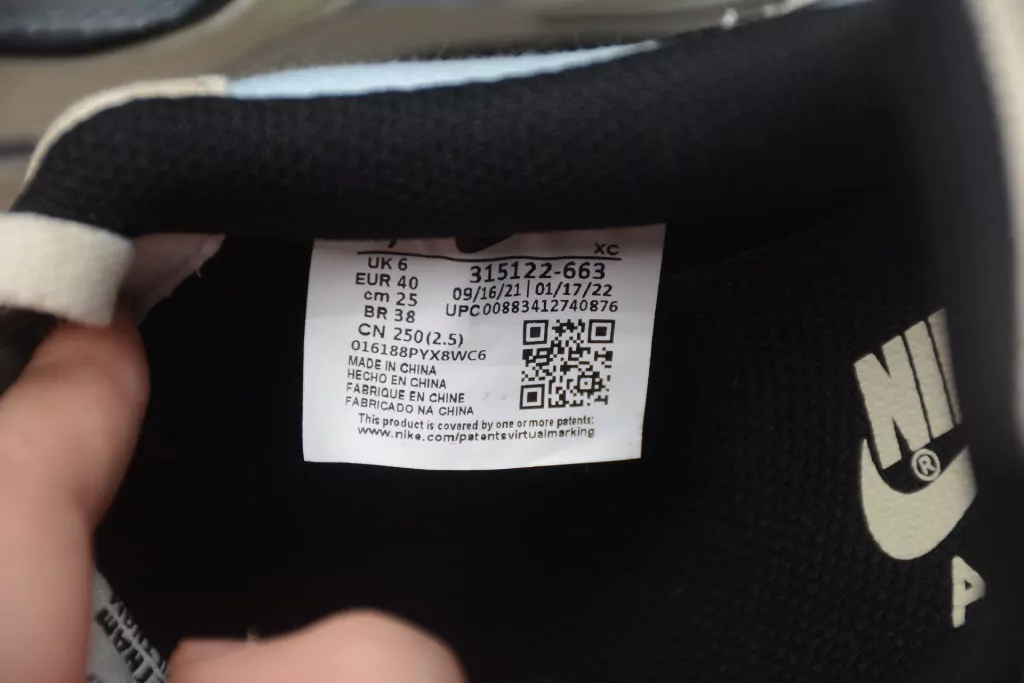 XC
UK 6
EUR 40
cm 25
BR 38
CN 250(2.5)
315122-663
09/16/21 | 01/17/22
UPC00883412740876
016188PYX8WC6
MADE IN CHINA
HECHO EN CHINA
FABRIQUE EN CHINE
FABRICADO NA CHINA
This product is covered by one or more patents:
www.nike.com/patentsvirtualmarking
®
A